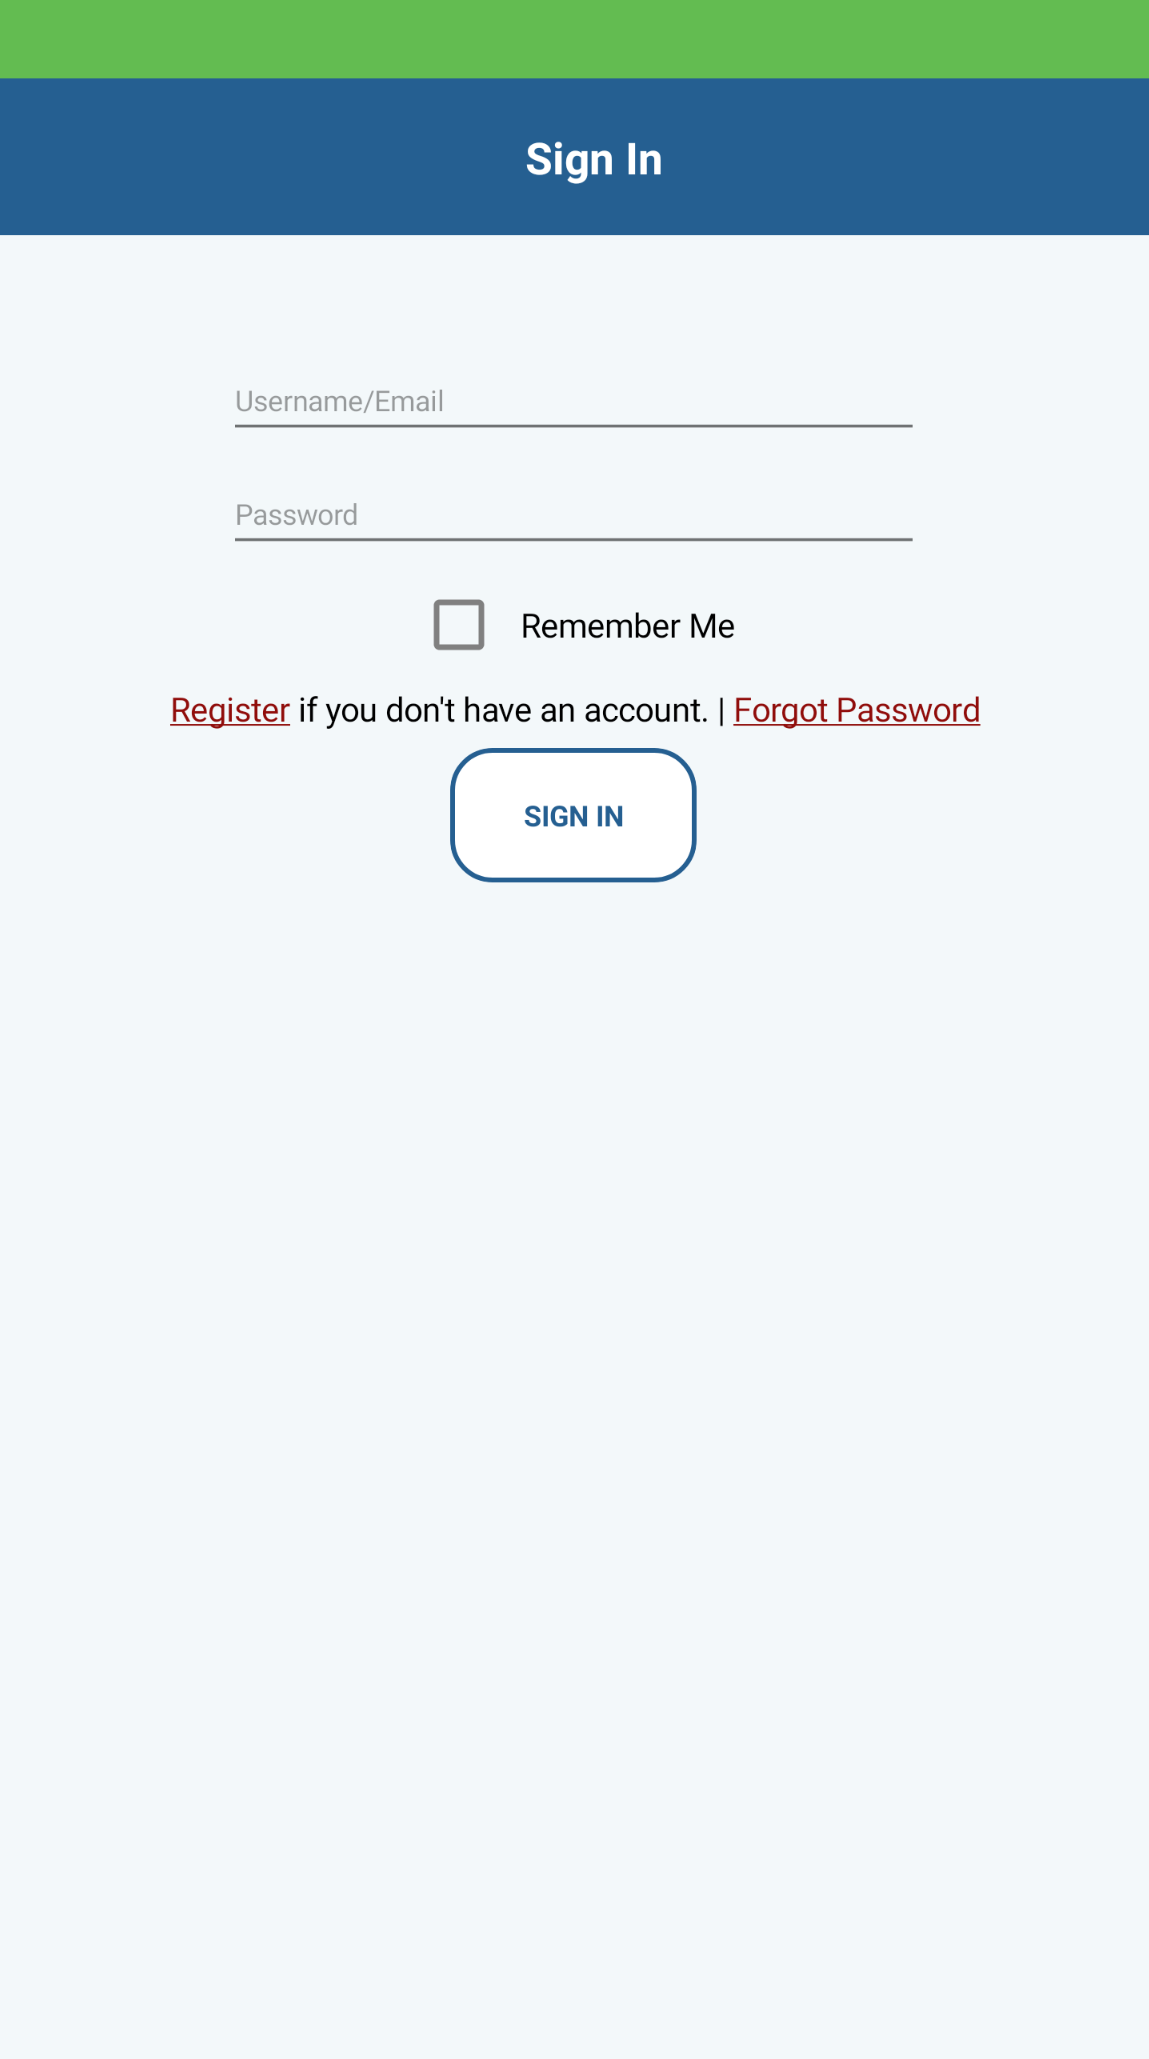 Sign In
Username/Email
Password
Remember Me
Register if you don't have an account. | Forgot Password
SIGN IN